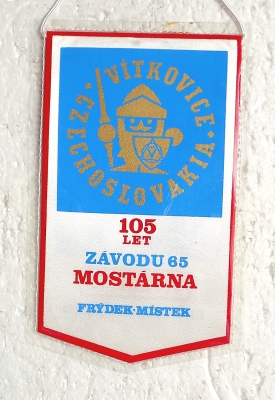 VÍTKOVICE
CZECHOSLOVAKIA
105
LET
ZÁVODU 65
MOSTÁRNA
FRÝDEK-MÍSTEK